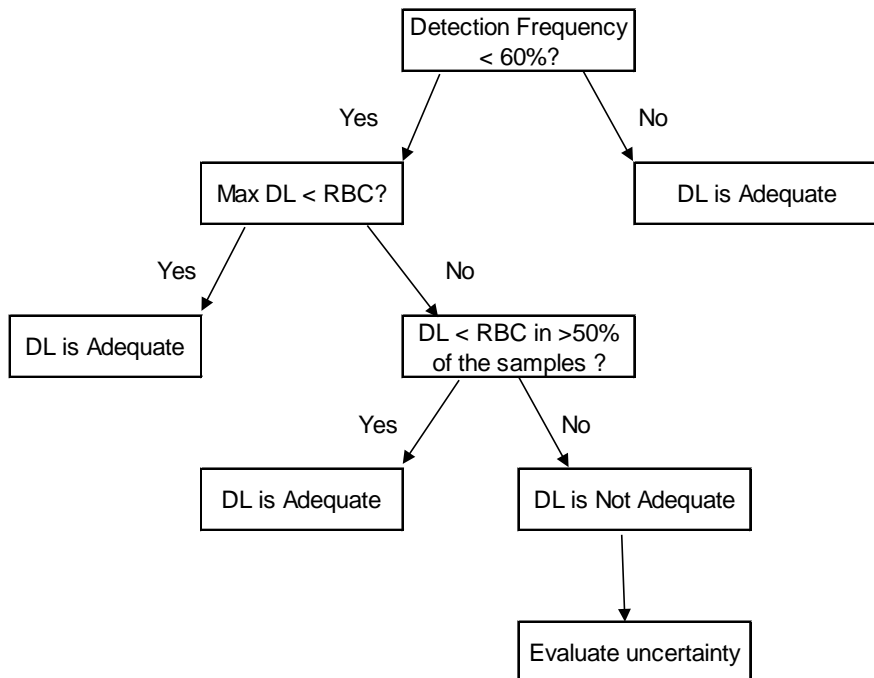 Detection Frequency
< 60%?
Yes
No
Max DL < RBC?
DL is Adequate
Yes
No
DL is Adequate
DL < RBC in >50%
of the samples ?
Yes
No
DL is Adequate
DL is Not Adequate
Evaluate uncertainty